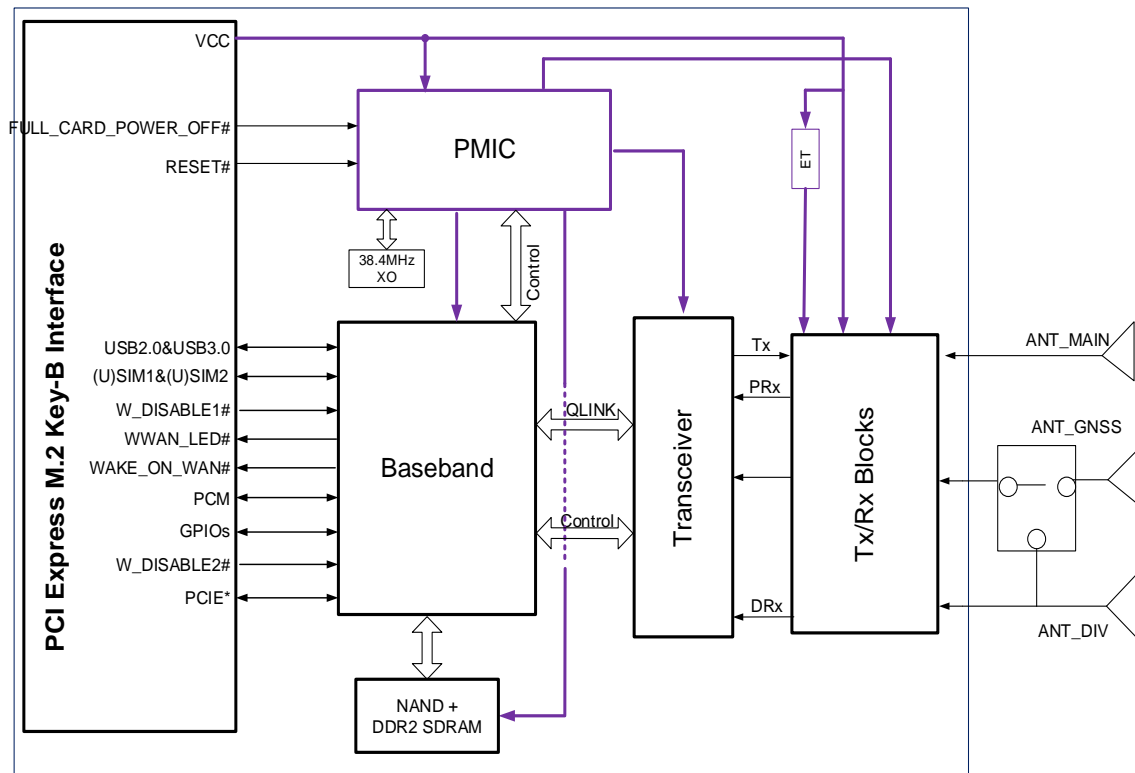 PCI Express M.2 Key-B Interface
VCC
FULL_CARD_POWER_OFF#
RESET#
USB2.0&USB3.0
(U)SIM1&(U)SIM2
W_DISABLE1#
WWAN_LED#
WAKE_ON_WAN#
PCM
GPIOs
W_DISABLE2#
PCIE*
PMIC
38.4MHz
XO
Control
Baseband
NAND +
DDR2 SDRAM
QLINK
Control
Transceiver
Tx
PRx
DRx
ET
Tx/Rx Blocks
ANT_MAIN
ANT_GNSS
ANT_DIV